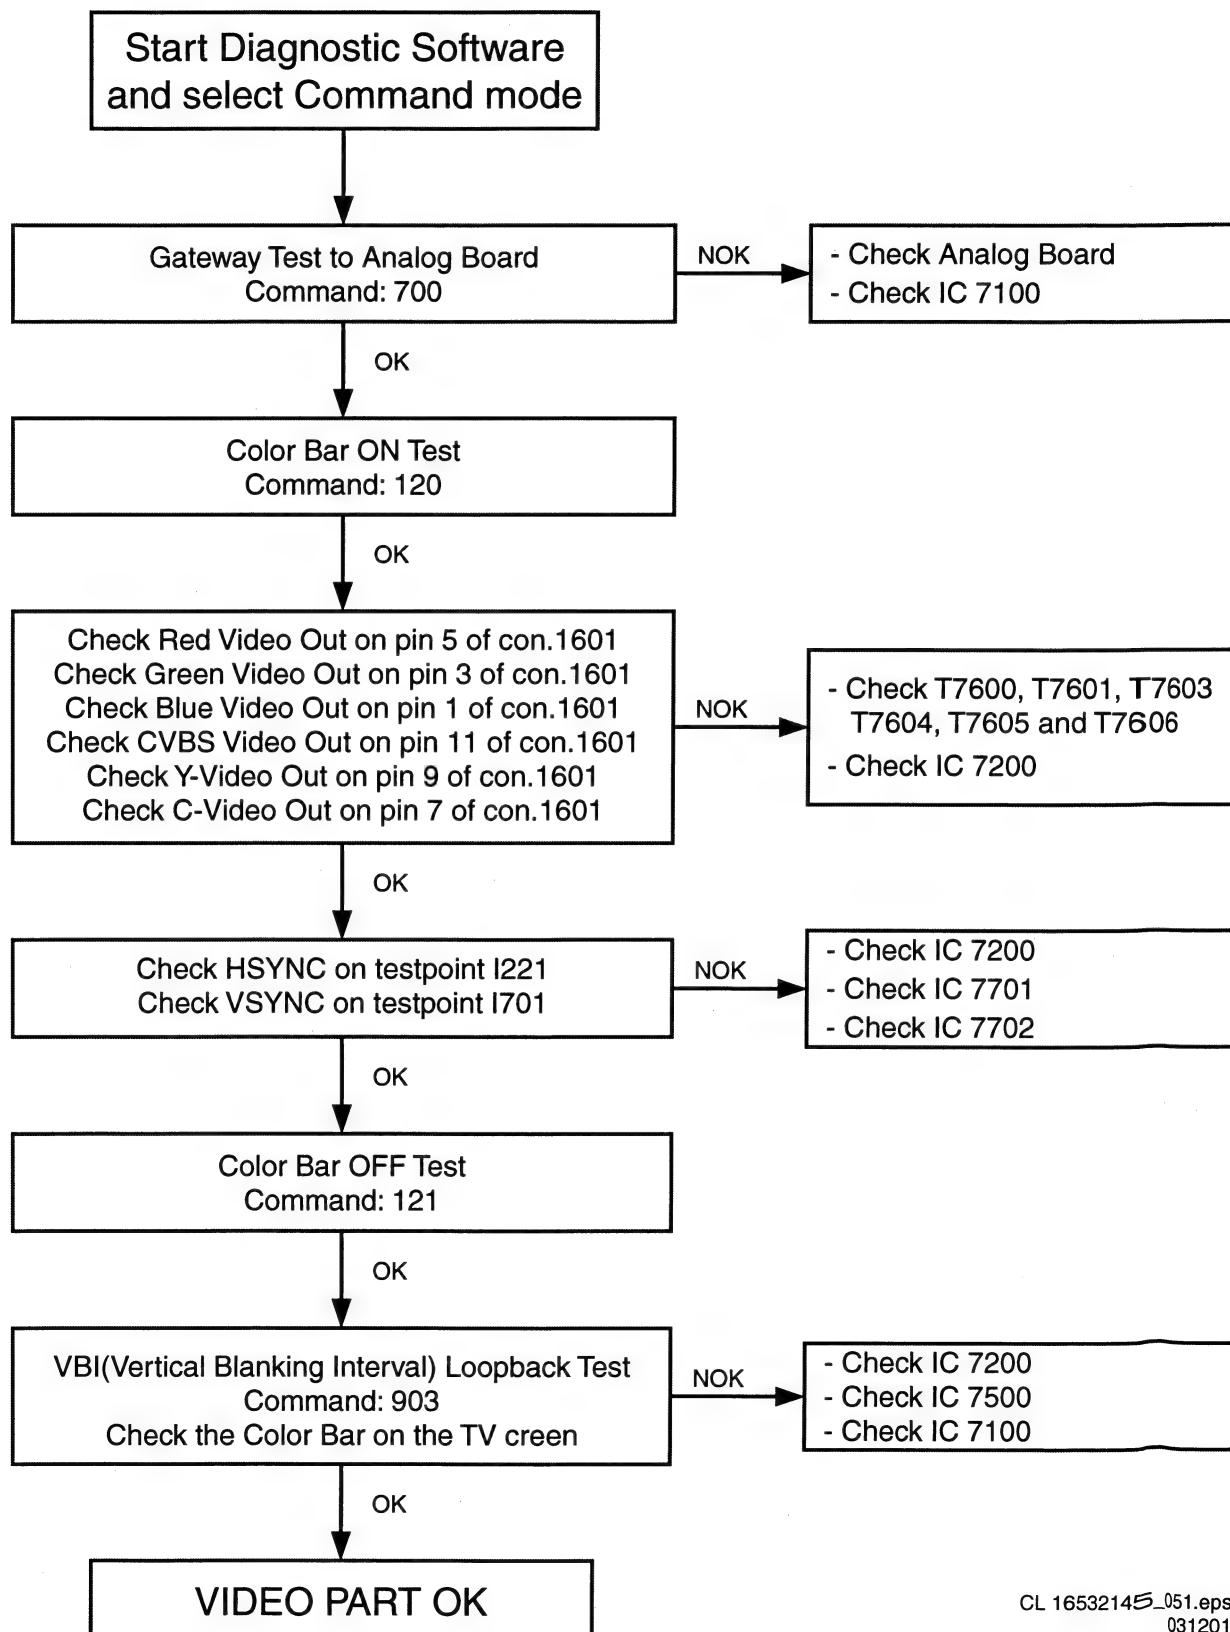 Start Diagnostic Software
and select Command mode
Gateway Test to Analog Board
Command: 700
NOK
- Check Analog Board
- Check IC 7100
OK
Color Bar ON Test
Command: 120
OK
Check Red Video Out on pin 5 of con.1601
Check Green Video Out on pin 3 of con.1601
Check Blue Video Out on pin 1 of con.1601
Check CVBS Video Out on pin 11 of con.1601
Check Y-Video Out on pin 9 of con.1601
Check C-Video Out on pin 7 of con.1601
NOK
- Check T7600, T7601, T7603
T7604, T7605 and T7606
- Check IC 7200
OK
Check HSYNC on testpoint I221
Check VSYNC on testpoint I701
NOK
- Check IC 7200
- Check IC 7701
- Check IC 7702
OK
Color Bar OFF Test
Command: 121
OK
VBI(Vertical Blanking Interval) Loopback Test
Command: 903
Check the Color Bar on the TV creen
NOK
- Check IC 7200
- Check IC 7500
- Check IC 7100
OK
VIDEO PART OK
CL 16532145_051.eps
031201